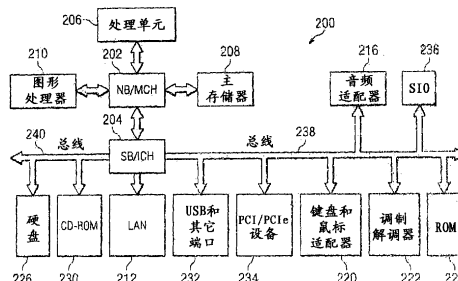 206
处理单元
200
210
202
208
216
236
图形
处理器
NB/MCH
主
存储器
音频
适配器
SIO
240
204
总线
SB/ICH
总线
238
硬
盘
CD-ROM
LAN
USB和
其它
端口
PCI/PCIe
设备
键盘和
鼠标
适配器
调制
解调器
ROM
226
230
212
232
234
220
222